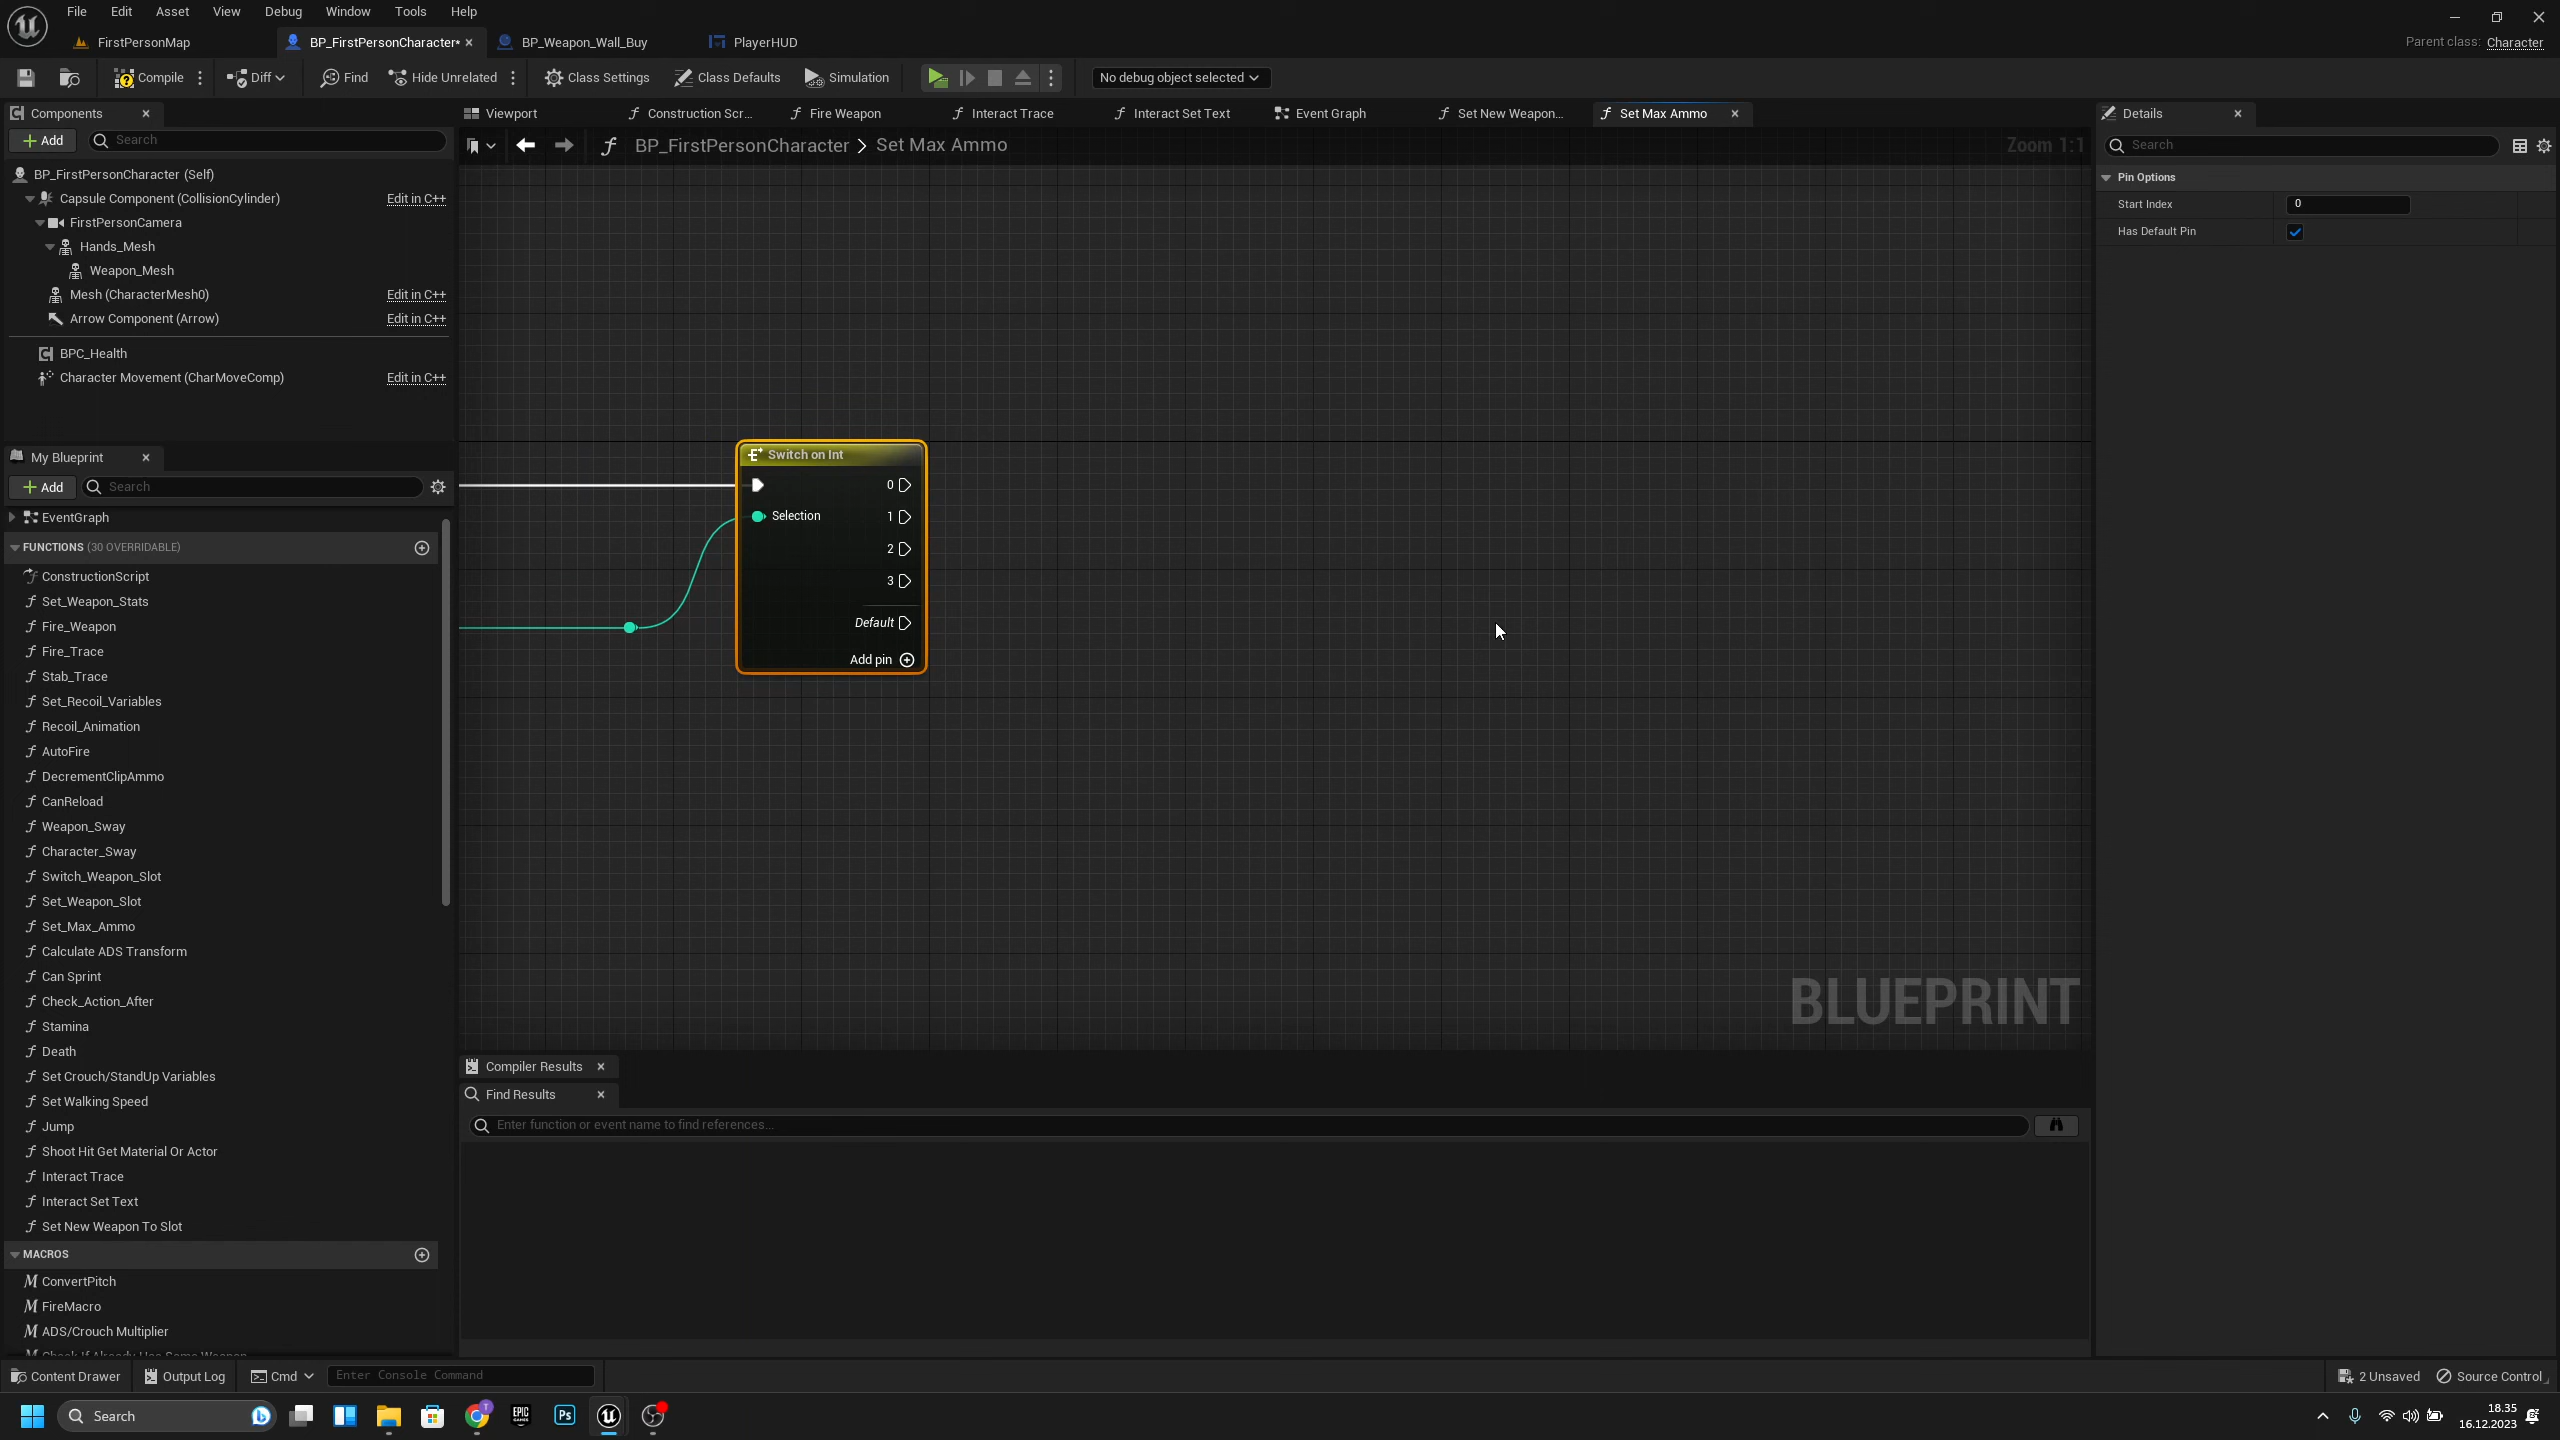 File Edit Asset View Debug Window Tools Help
FirstPersonMap
BP_FirstPersonCharacter*
BP_Weapon_Wall_Buy
PlayerHUD
Parent class: Character
Compile
Diff
Find
Hide Unrelated
Class Settings
Class Defaults
Simulation
No debug object selected
Components
Add
Search
BP_FirstPersonCharacter (Self)
Capsule Component (CollisionCylinder) Edit in C++
FirstPersonCamera
Hands_Mesh
Weapon_Mesh
Mesh (CharacterMesh0) Edit in C++
Arrow Component (Arrow) Edit in C++
BPC_Health
Character Movement (CharMoveComp) Edit in C++
My Blueprint
Add
Search
EventGraph
FUNCTIONS (30 OVERRIDABLE)
ConstructionScript
Set_Weapon_Stats
Fire_Weapon
Fire_Trace
Stab_Trace
Set_Recoil_Variables
Recoil_Animation
AutoFire
DecrementClipAmmo
CanReload
Weapon_Sway
Character_Sway
Switch_Weapon_Slot
Set_Weapon_Slot
Set_Max_Ammo
Calculate ADS Transform
Can Sprint
Check_Action_After
Stamina
Death
Set Crouch/StandUp Variables
Set Walking Speed
Jump
Shoot Hit Get Material Or Actor
Interact Trace
Interact Set Text
Set New Weapon To Slot
MACROS
ConvertPitch
FireMacro
ADS/Crouch Multiplier
Viewport
Construction Scr...
Fire Weapon
Interact Trace
Interact Set Text
Event Graph
Set New Weapon...
Set Max Ammo
BP_FirstPersonCharacter > Set Max Ammo
Zoom 1:1
Switch on Int
0
Selection 1
2
3
Default
Add pin
BLUEPRINT
Compiler Results
Find Results
Enter function or event name to find references...
Details
Search
Pin Options
Start Index 0
Has Default Pin
Content Drawer
Output Log
Cmd
Enter Console Command
2 Unsaved
Source Control
Search
EPIC GAMES
Ps
18.35
16.12.2023